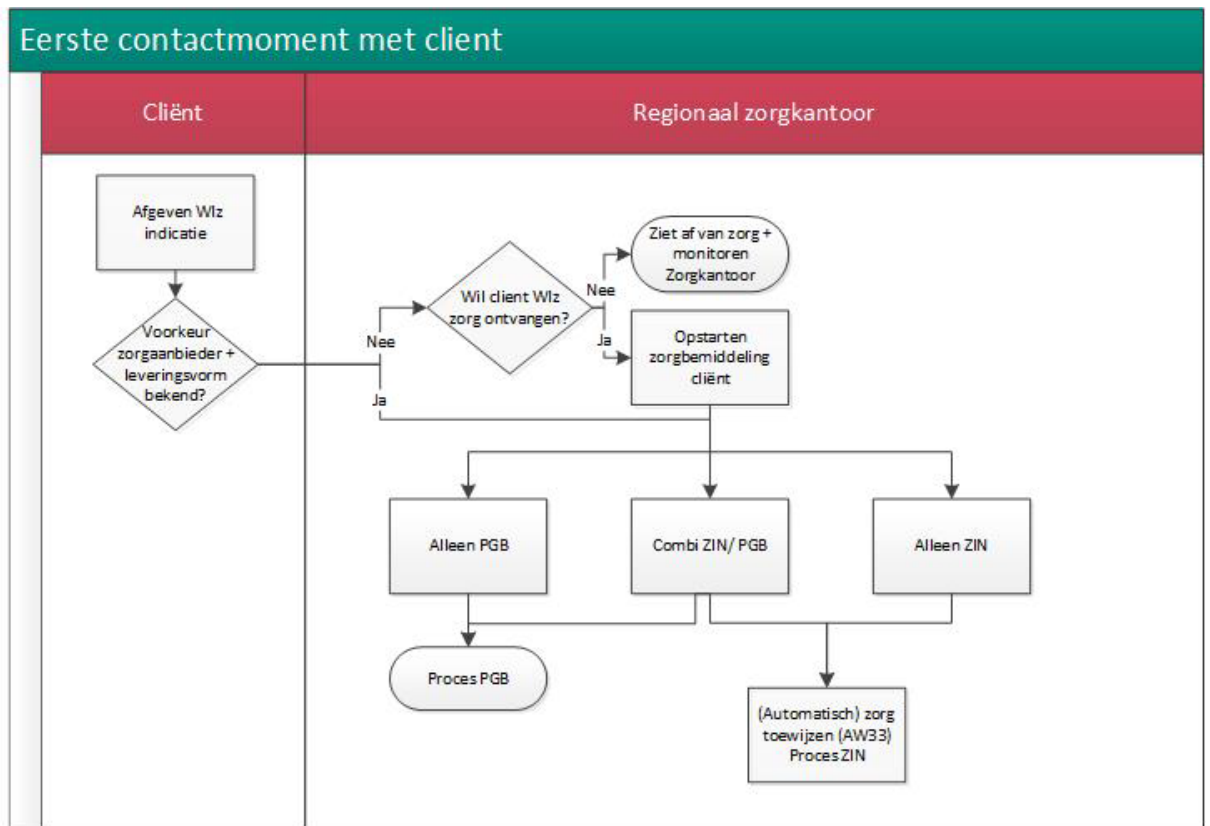 Eerste contactmoment met client
Cliënt
Regionaal zorgkantoor
Afgeven Wlz
indicatie
Voorkeur
zorgaanbieder +
leveringsvorm
bekend?
Nee
Ja
Wil client Wlz
zorg ontvangen?
Nee
Ja
Ziet af van zorg +
monitoren
Zorgkantoor
Opstarten
zorgbemiddeling
cliënt
Alleen PGB
Combi ZIN/ PGB
Alleen ZIN
Proces PGB
(Automatisch) zorg
toewijzen (AW33)
Proces ZIN